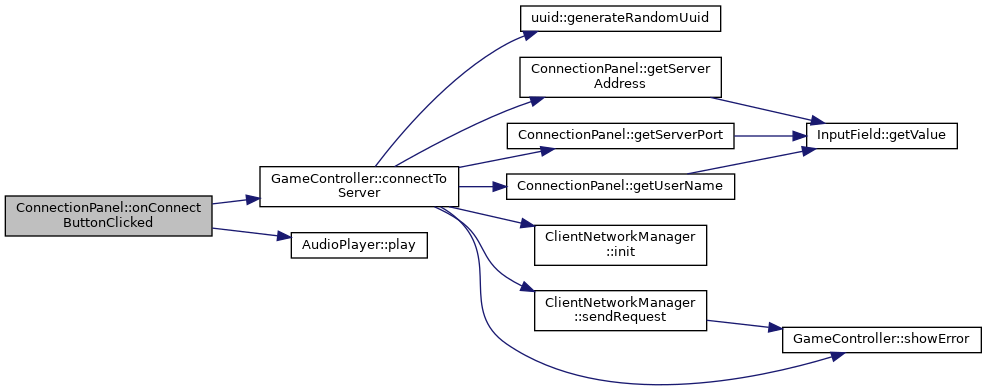 uuid::generateRandomUuid
ConnectionPanel::getServer
Address
ConnectionPanel::getServerPort
InputField::getValue
GameController::connectTo
Server
ConnectionPanel::getUserName
ConnectionPanel::onConnect
ButtonClicked
AudioPlayer::play
ClientNetworkManager
::init
ClientNetworkManager
::sendRequest
GameController::showError